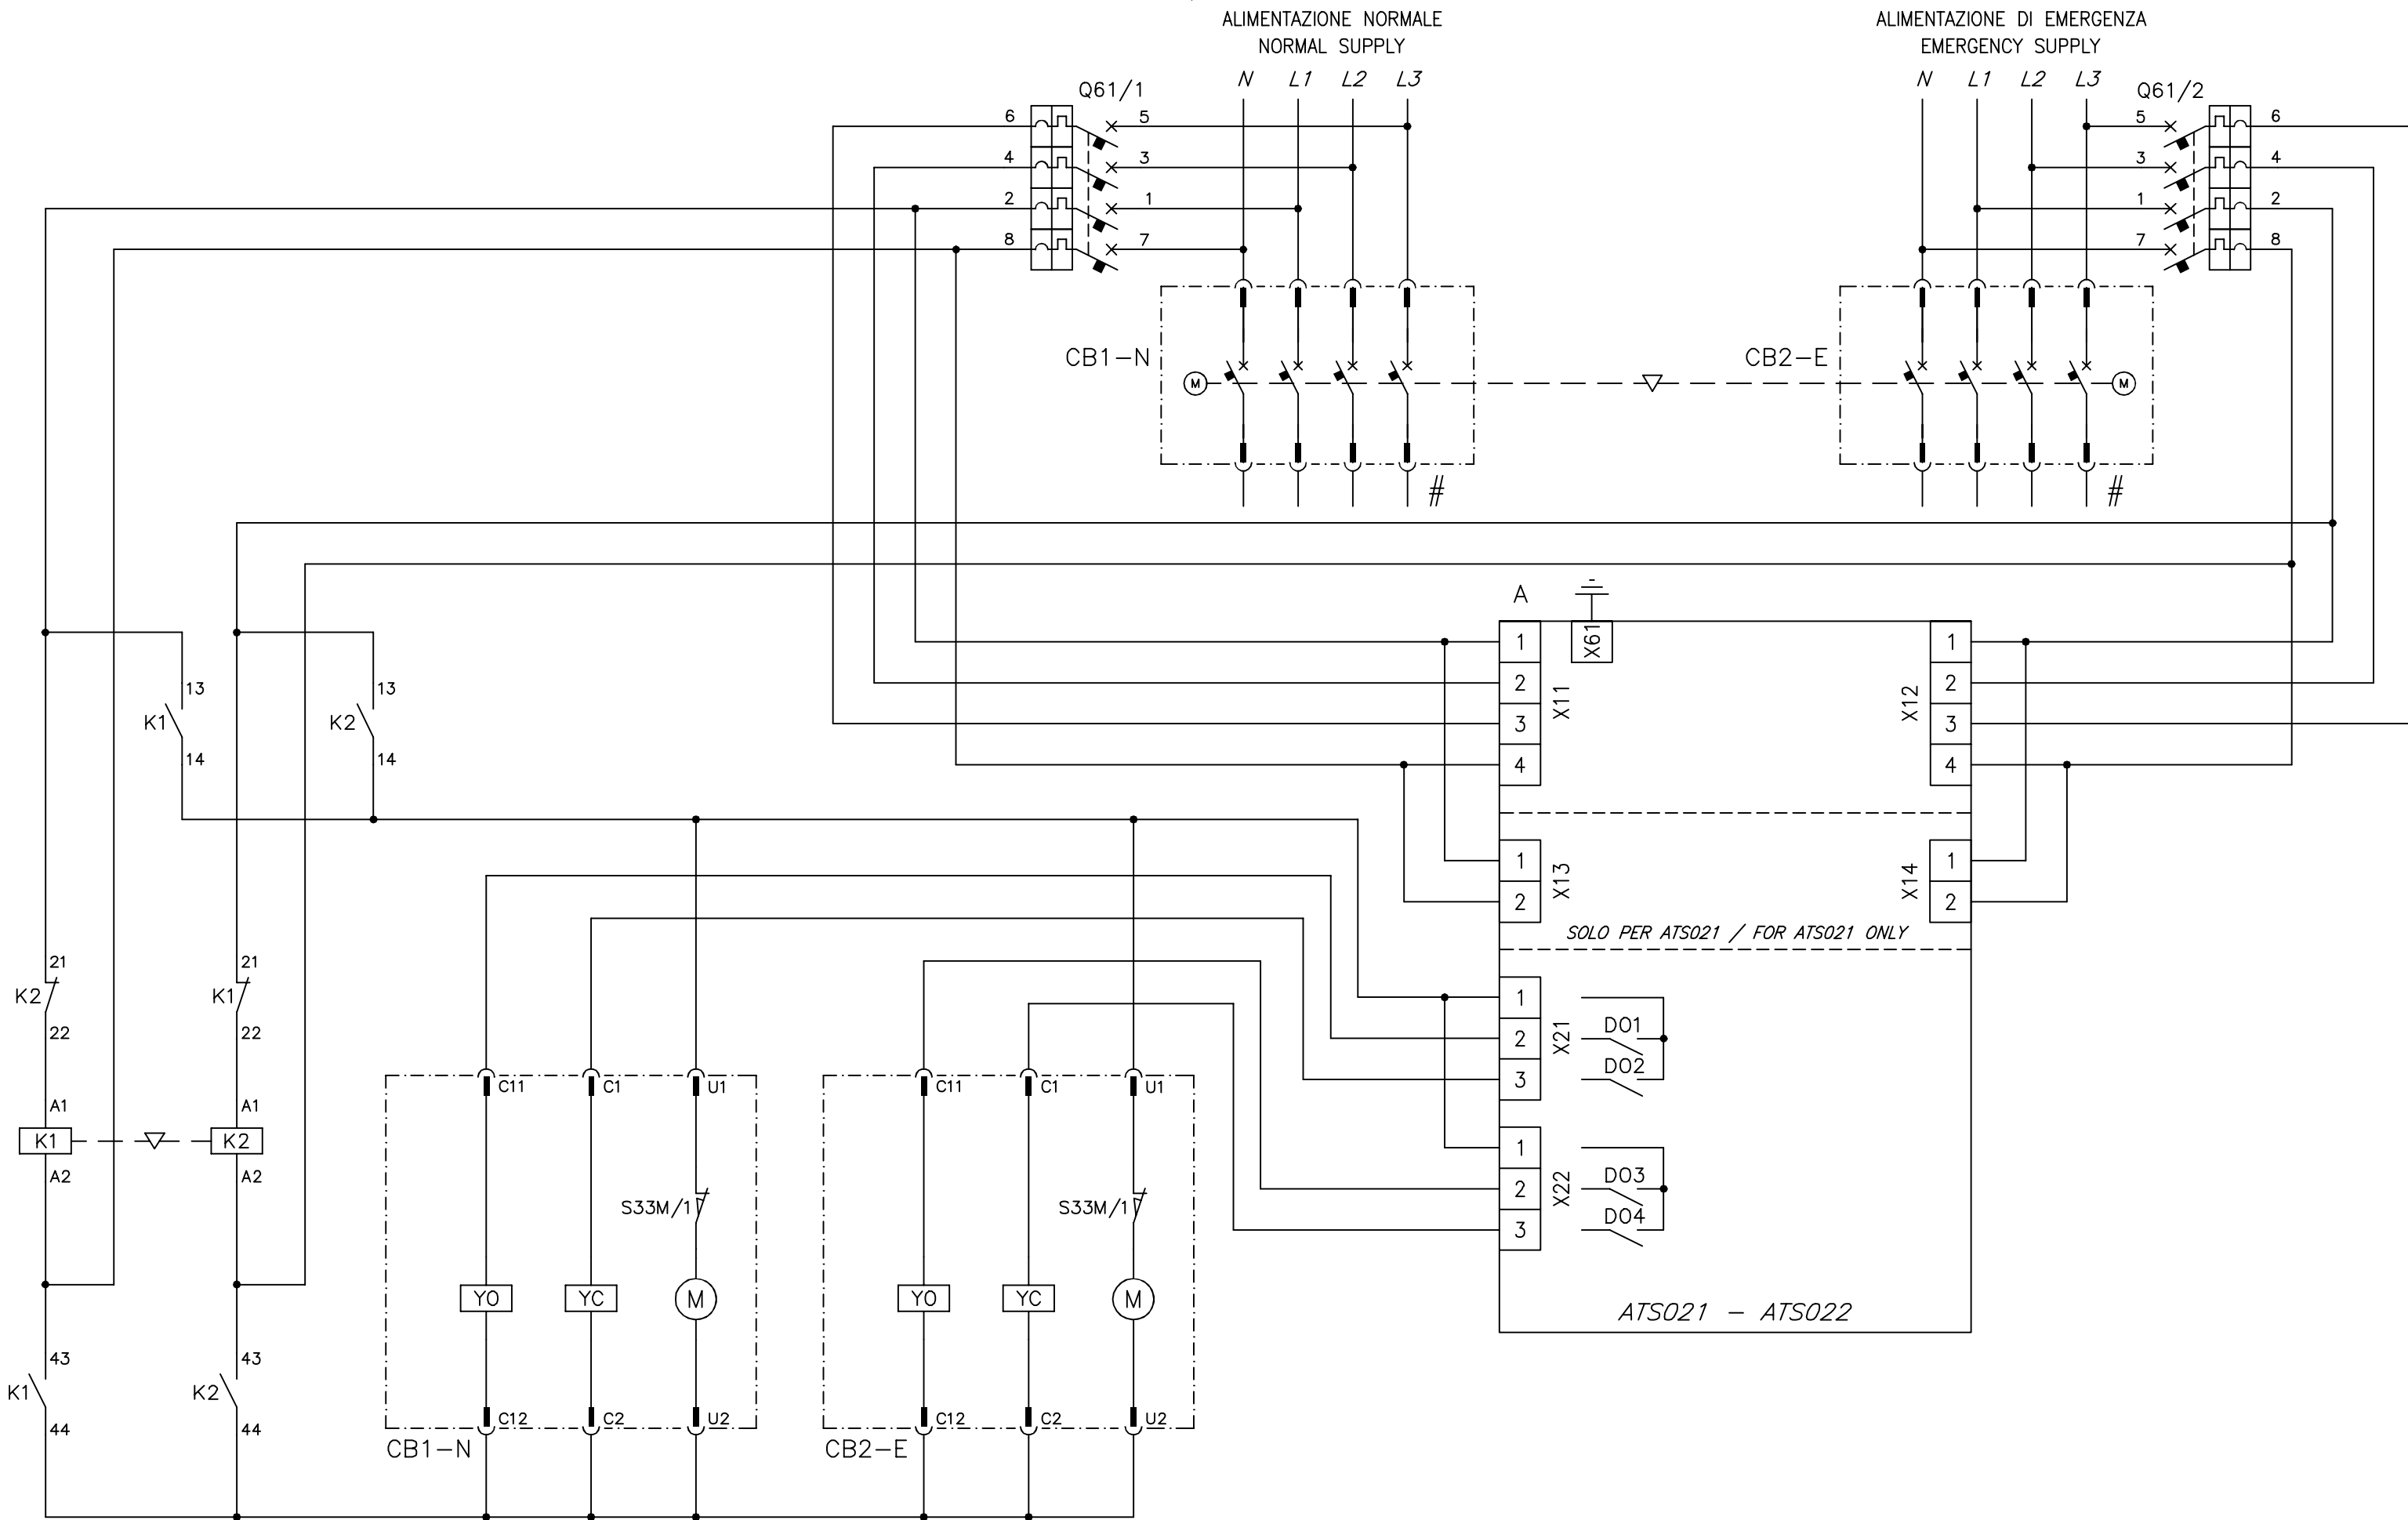 ALIMENTAZIONE NORMALE
NORMAL SUPPLY
N L1 L2 L3
ALIMENTAZIONE DI EMERGENZA
EMERGENCY SUPPLY
N L1 L2 L3
Q61/1
6 5
4 3
2 1
8 7
Q61/2
5 6
3 4
1 2
7 8
CB1-N
M
#
CB2-E
M
#
A
X61
1
2
3
4
X11
1
2
3
4
X12
1
2
X13
1
2
X14
SOLO PER ATS021 / FOR ATS021 ONLY
1
2
3
X21
DO1
DO2
1
2
3
X22
DO3
DO4
ATS021 - ATS022
13
K1
14
13
K2
14
21
K2
22
21
K1
22
A1
K1
A2
A1
K2
A2
43
K1
44
43
K2
44
C11 C1 U1
S33M/1
YO YC M
C12 C2 U2
CB1-N
C11 C1 U1
S33M/1
YO YC M
C12 C2 U2
CB2-E